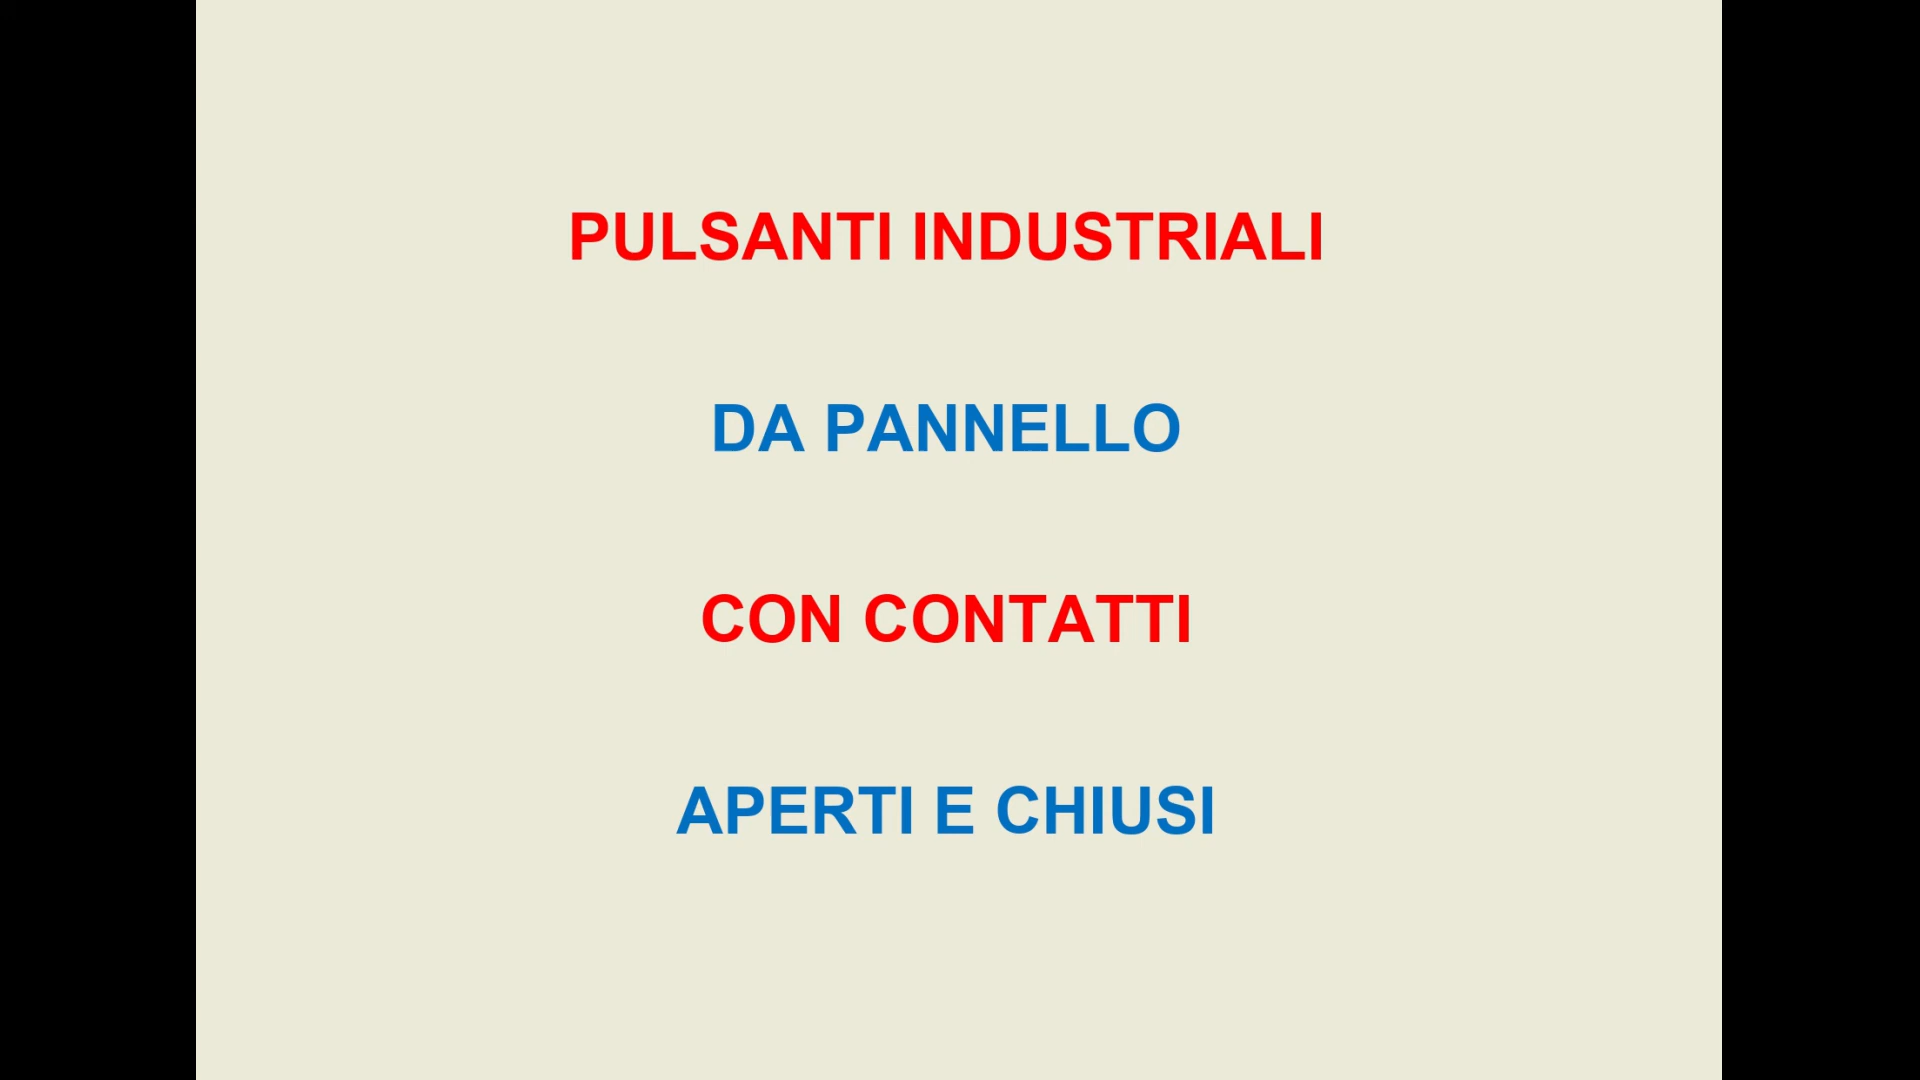 PULSANTI INDUSTRIALI
DA PANNELLO
CON CONTATTI
APERTI E CHIUSI